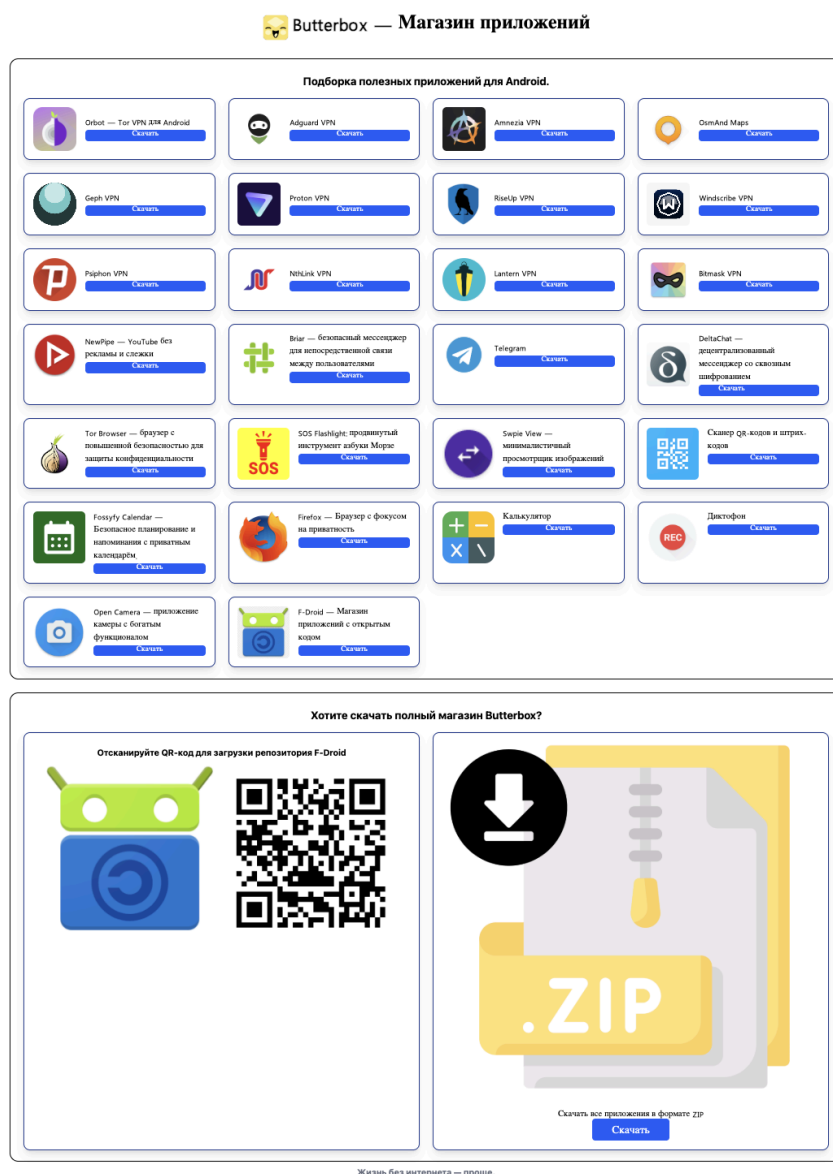 Butterbox — Магазин приложений
Подборка полезных приложений для Android.
Orbot — Tor VPN для Android
Скачать
Adguard VPN
Скачать
Amnezia VPN
Скачать
OsmAnd Maps
Скачать
Geph VPN
Скачать
Proton VPN
Скачать
RiseUp VPN
Скачать
Windscribe VPN
Скачать
Psiphon VPN
Скачать
NthLink VPN
Скачать
Lantern VPN
Скачать
Bitmask VPN
Скачать
NewPipe — YouTube без
рекламы и слежки
Скачать
Briar — безопасный мессенджер
для непосредственной связи
между пользователями
Скачать
Telegram
Скачать
DeltaChat —
децентрализованный
мессенджер со сквозным
шифрованием
Скачать
Tor Browser — браузер с
повышенной безопасностью для
защиты конфиденциальности
Скачать
SOS
SOS Flashlight: продвинутый
инструмент азбуки Морзе
Скачать
Swpie View —
минималистичный
просмотрщик изображений
Скачать
Сканер QR-кодов и штрих-
кодов
Скачать
Fossyfy Calendar —
Безопасное планирование и
напоминания с приватным
календарём.
Скачать
Firefox — Браузер с фокусом
на приватность
Скачать
Калькулятор
Скачать
REC
Диктофон
Скачать
Open Camera — приложение
камеры с богатым
функционалом
Скачать
F-Droid — Магазин
приложений с открытым
кодом
Скачать
Хотите скачать полный магазин Butterbox?
Отсканируйте QR-код для загрузки репозитория F-Droid
.ZIP
Скачать все приложения в формате ZIP
Скачать
Жизнь без интернета — проще